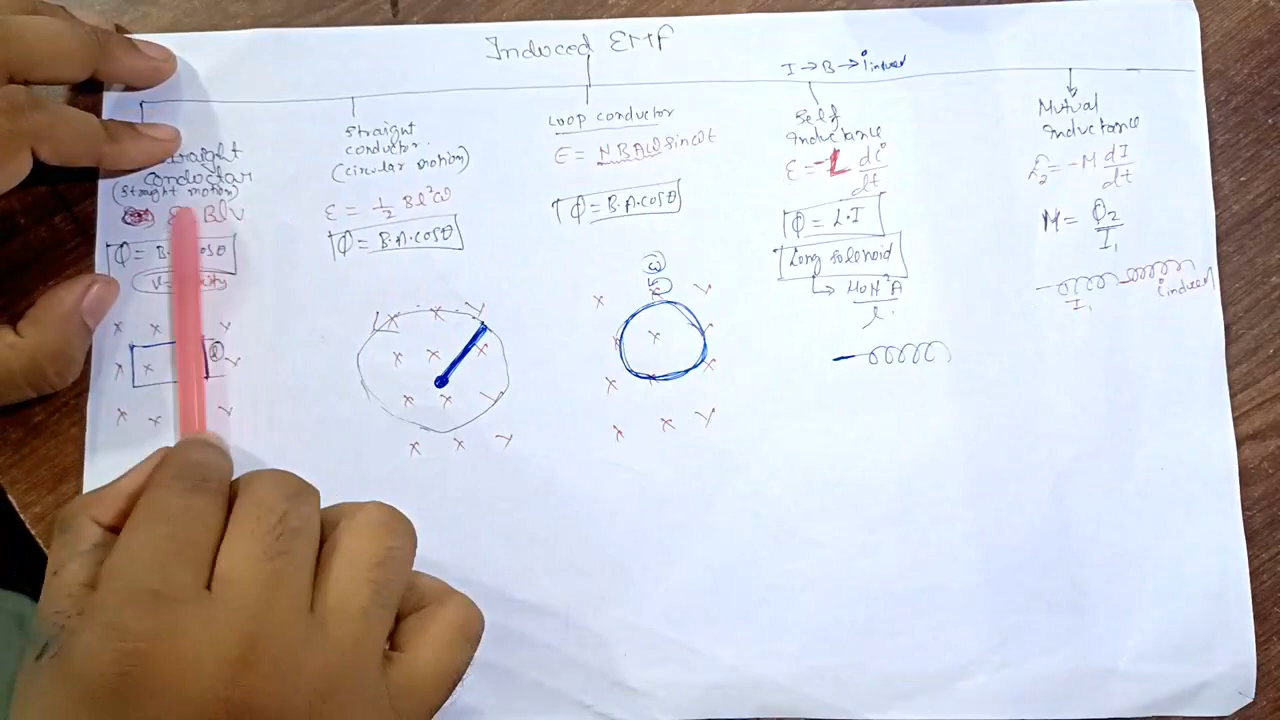 Induced EMF
I → B → i induced
straight
conductor
(straight motion)
ε Blv
Φ = B. cosθ
straight
conductor.
(circular motion)
ε = 1/2 Bl²ω
Φ = B.A.cosθ
Loop conductor
ε = NBAω sinωt
Φ = B.A.cosθ
ω
Self
inductance
ε = -L di/dt
Φ = L.I
Long solenoid
↳ μ0N²A/l
Mutual
inductance
ε2 = -M dI/dt
M = Φ2/I1
I1
i induced